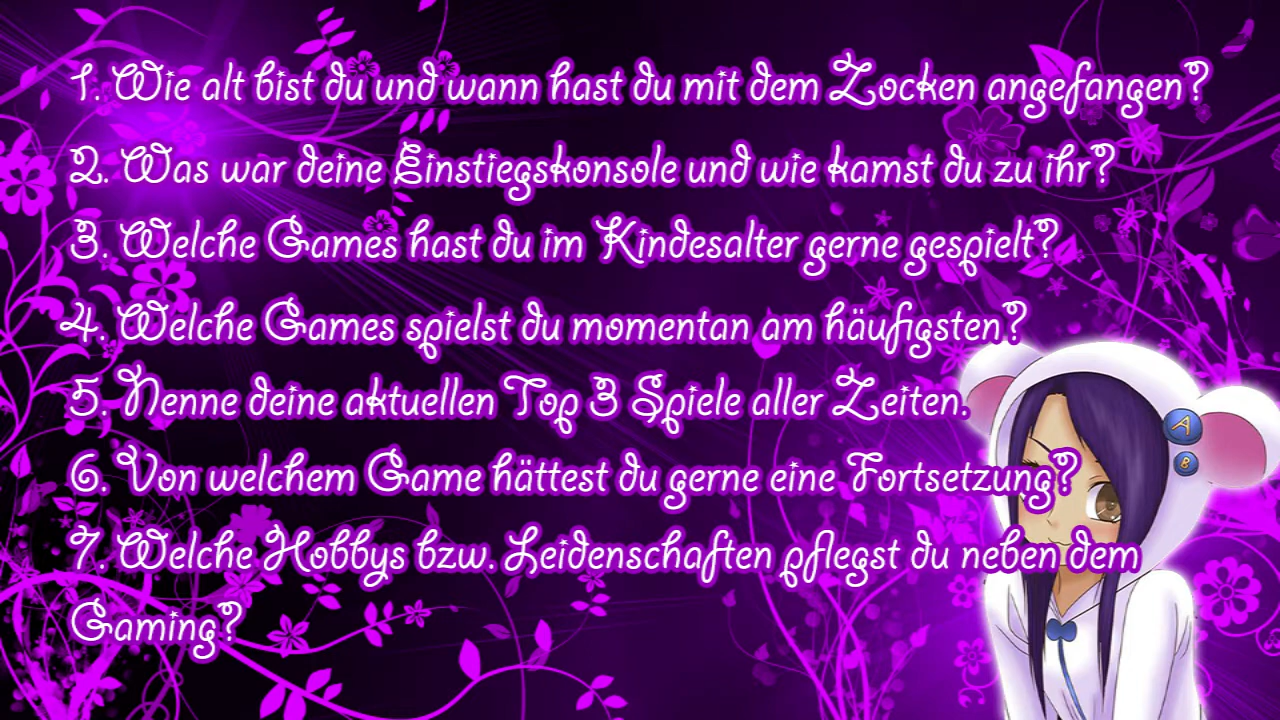 1. Wie alt bist du und wann hast du mit dem Zocken angefangen?
2. Was war deine Einstiegskonsole und wie kamst du zu ihr?
3. Welche Games hast du im Kindesalter gerne gespielt?
4. Welche Games spielst du momentan am häufigsten?
5. Nenne deine aktuellen Top 3 Spiele aller Zeiten.
6. Von welchem Game hättest du gerne eine Fortsetzung?
7. Welche Hobbys bzw. Leidenschaften pflegst du neben dem
Gaming?
A
B